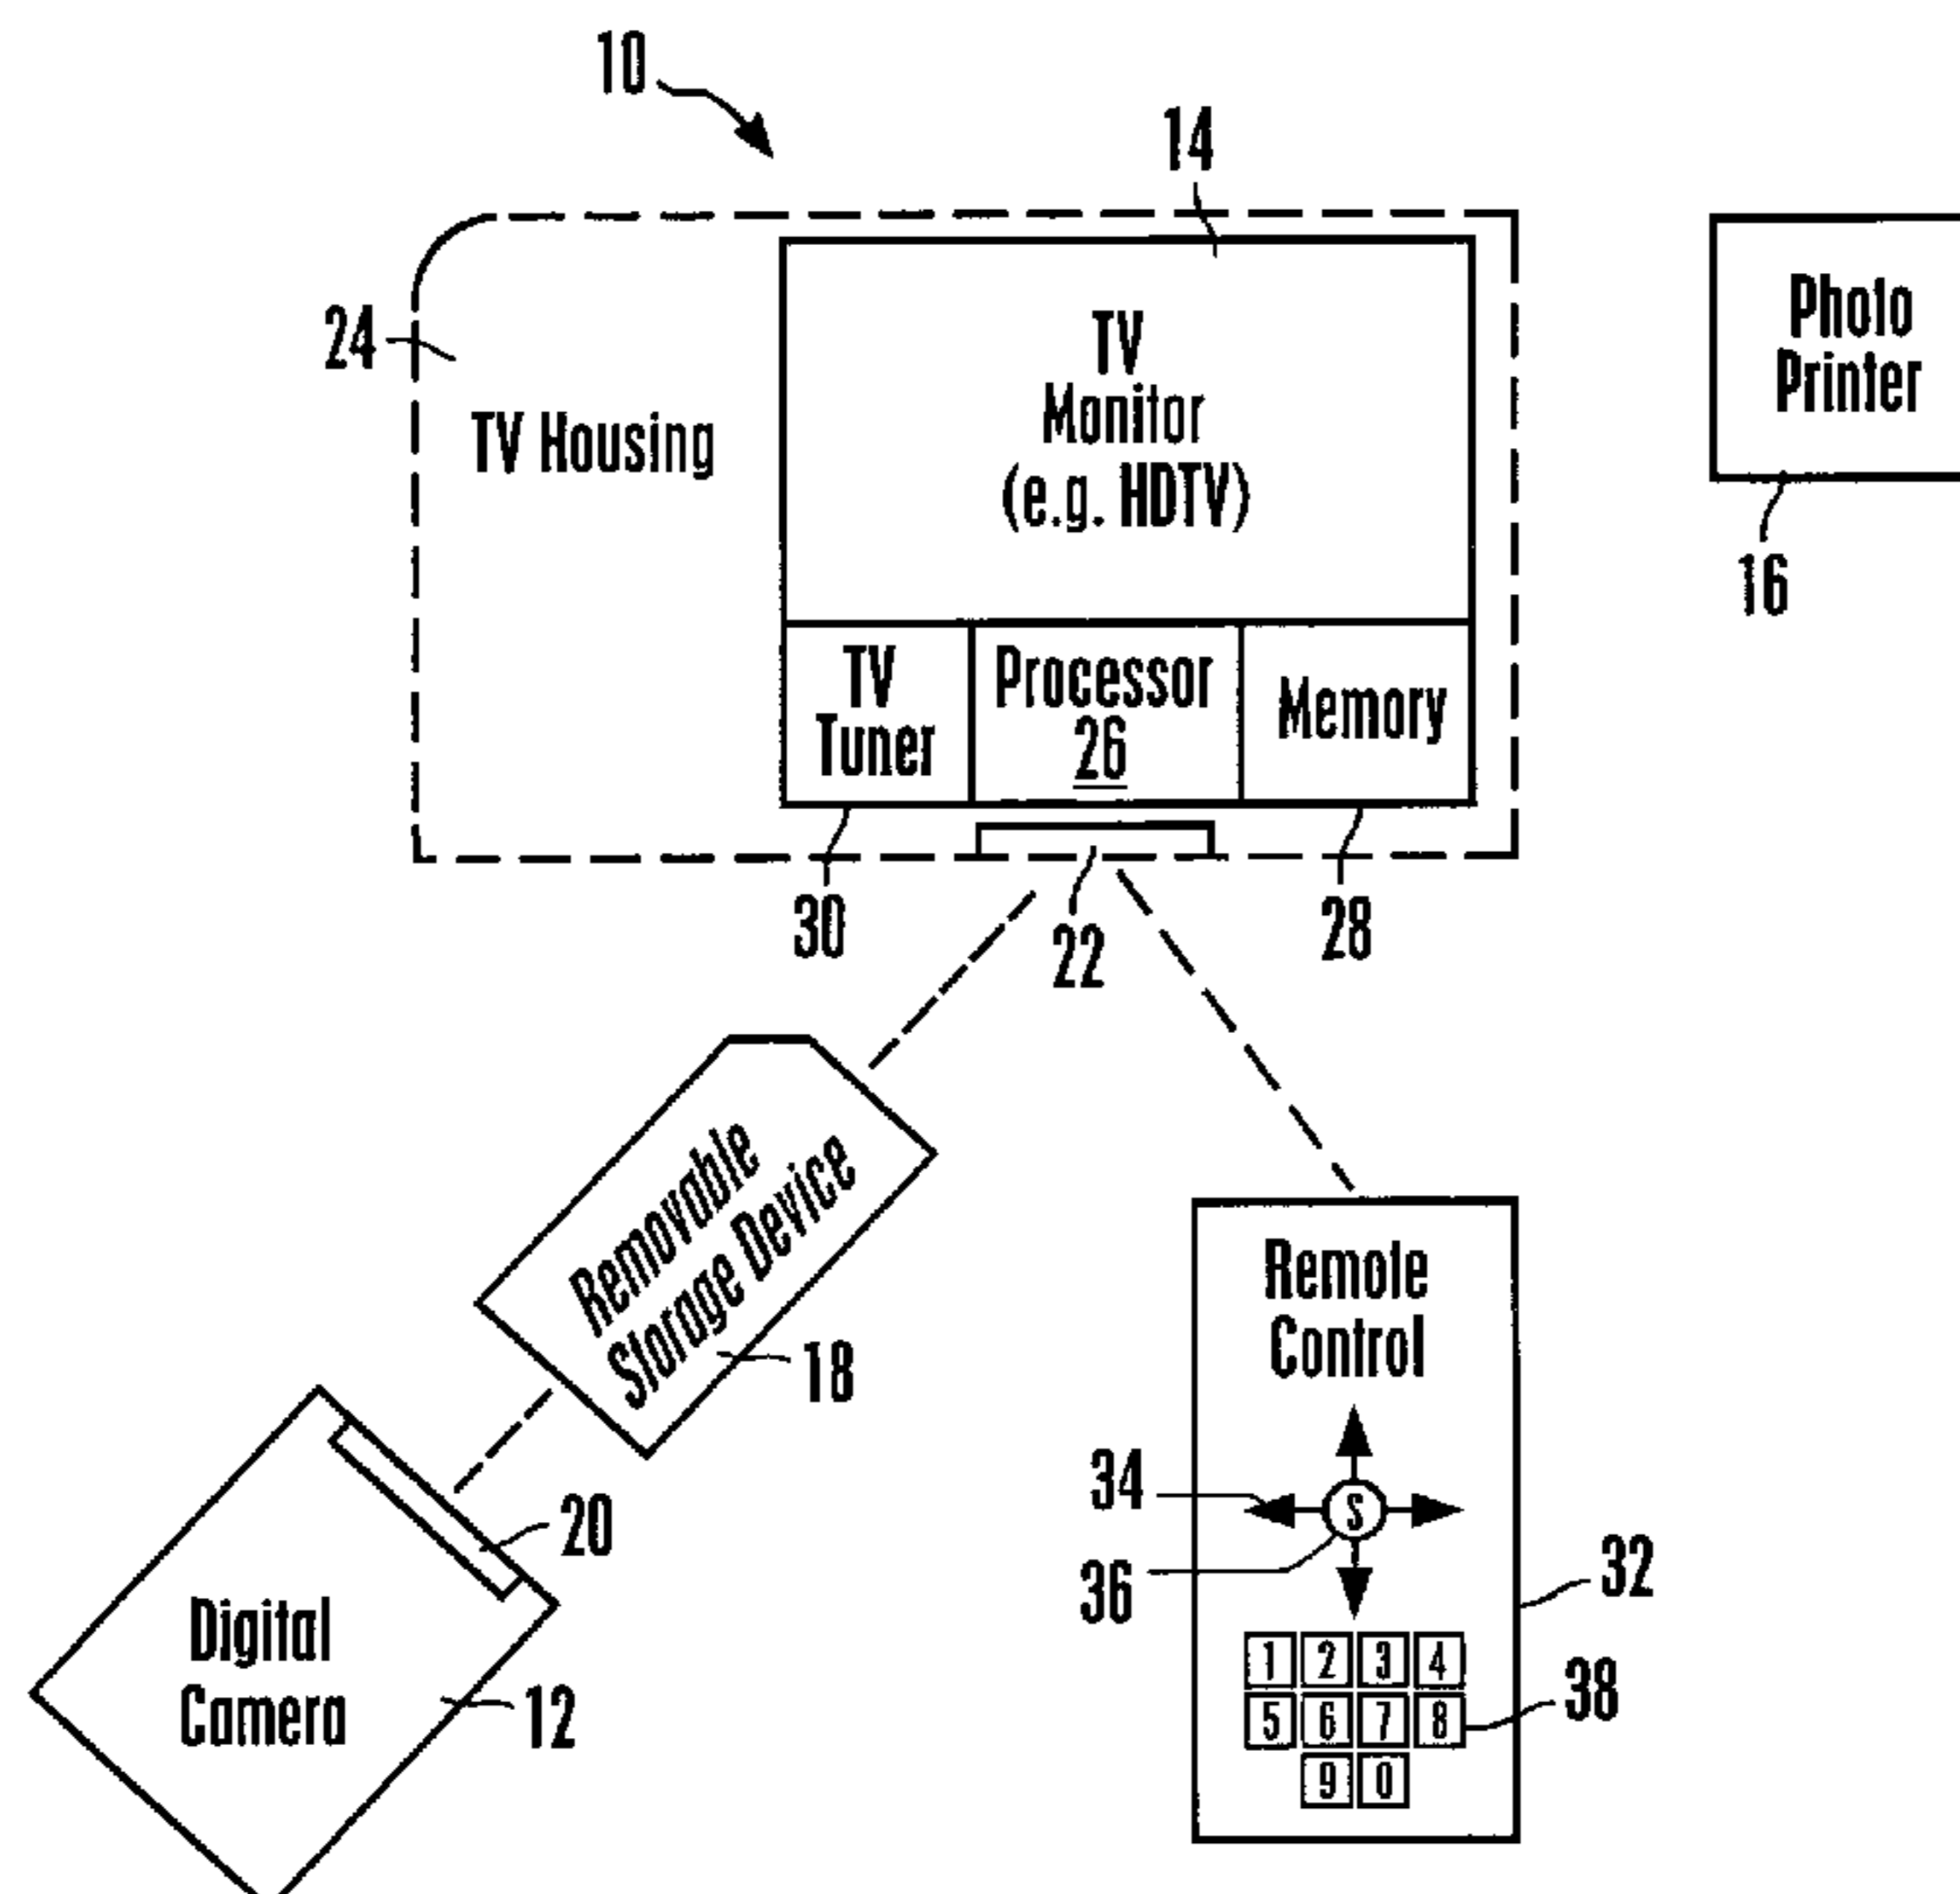 10
14
24
TV Housing
TV
Monitor
(e.g. HDTV)
Photo
Printer
16
TV
Tuner
Processor
26
Memory
30
22
28
Removable
Storage Device
18
20
Digital
Camera
12
Remote
Control
34
S
36
32
1 2 3 4
5 6 7 8
38
9 0